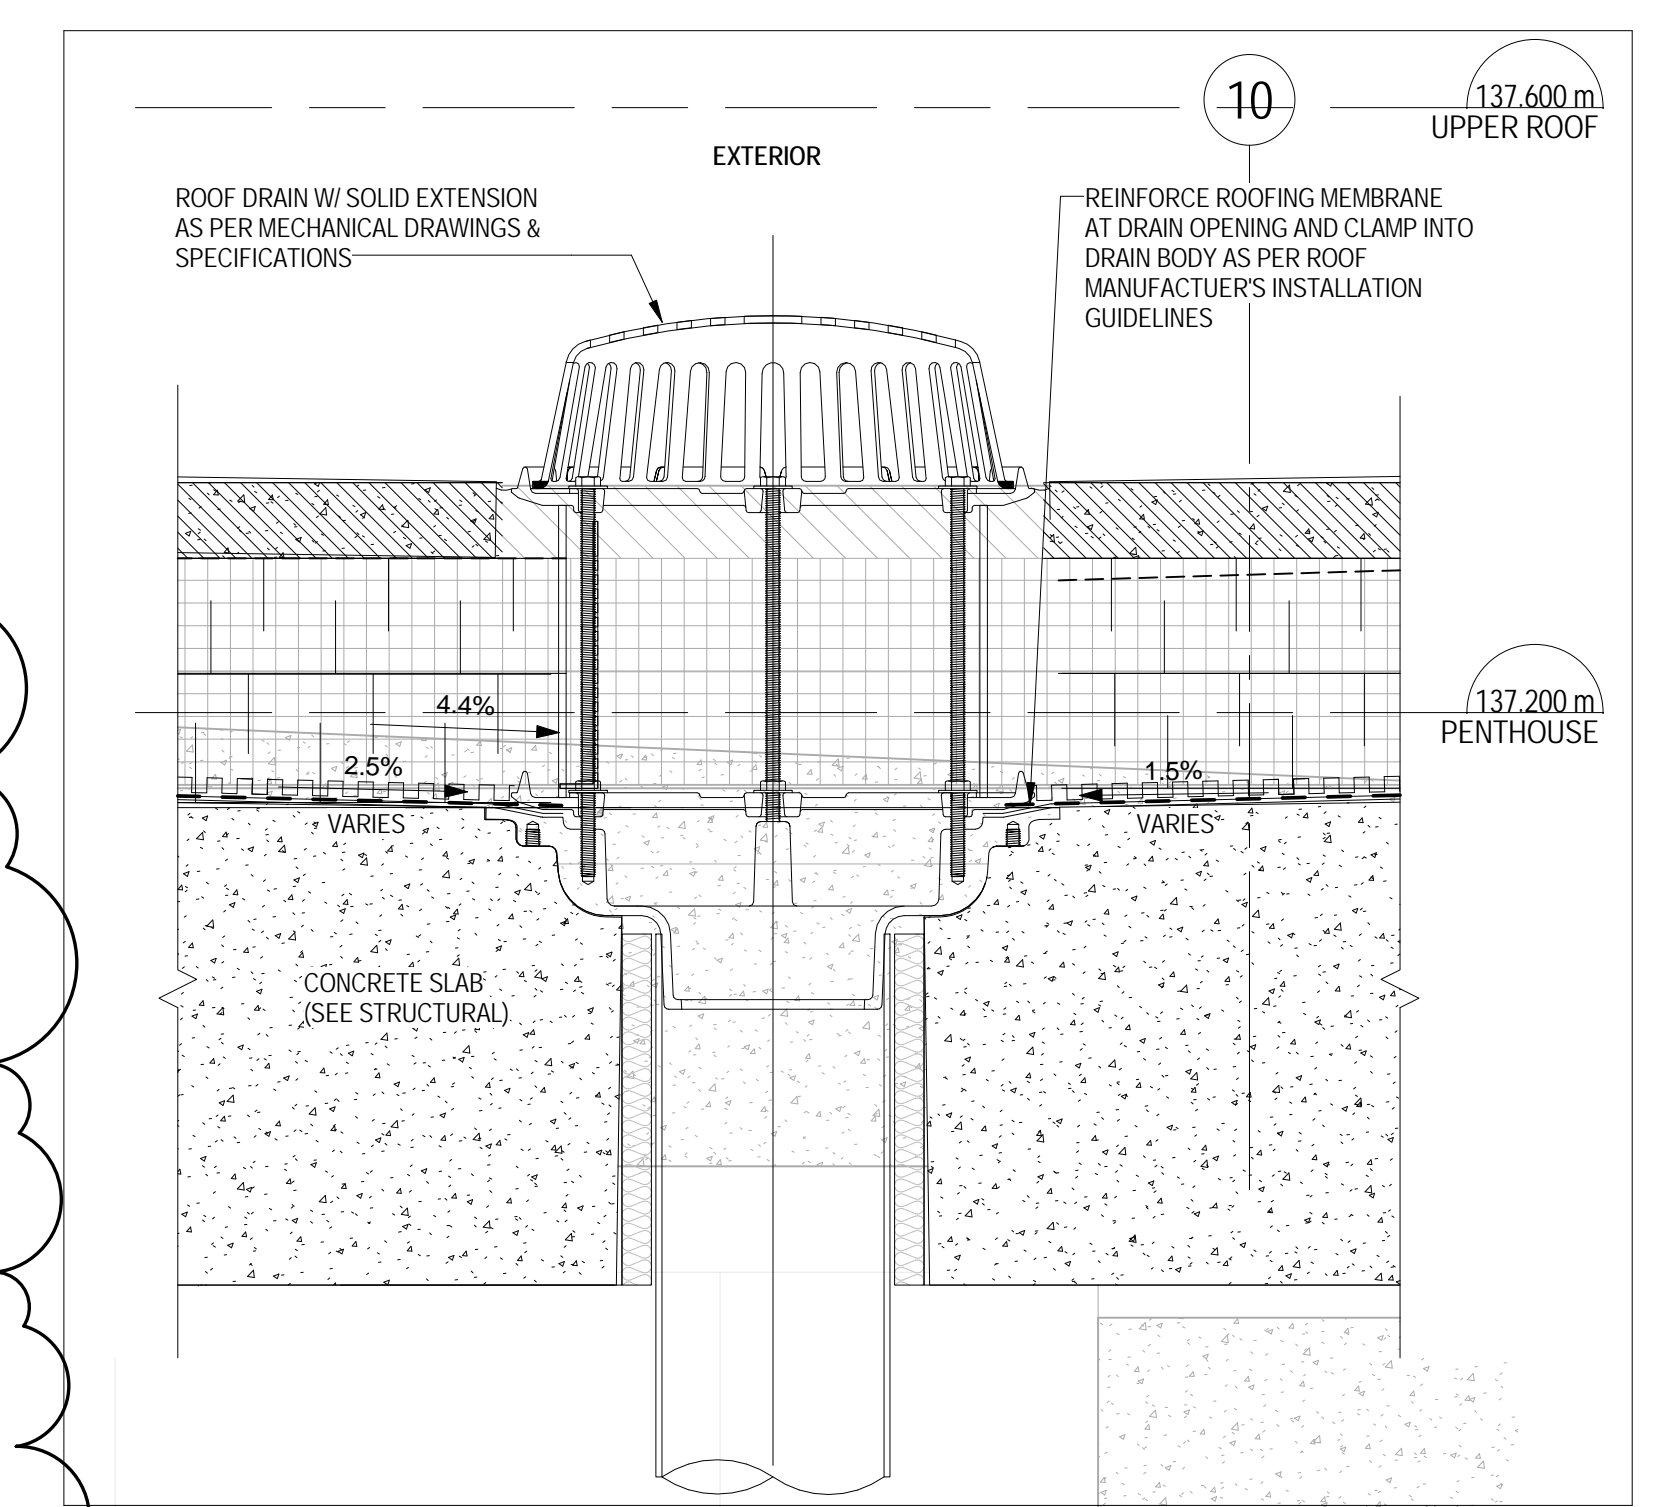 10
137.600 m
UPPER ROOF
EXTERIOR
ROOF DRAIN W/ SOLID EXTENSION
AS PER MECHANICAL DRAWINGS &
SPECIFICATIONS
REINFORCE ROOFING MEMBRANE
AT DRAIN OPENING AND CLAMP INTO
DRAIN BODY AS PER ROOF
MANUFACTUER'S INSTALLATION
GUIDELINES
4.4%
137.200 m
PENTHOUSE
2.5%
1.5%
VARIES
VARIES
CONCRETE SLAB
(SEE STRUCTURAL)